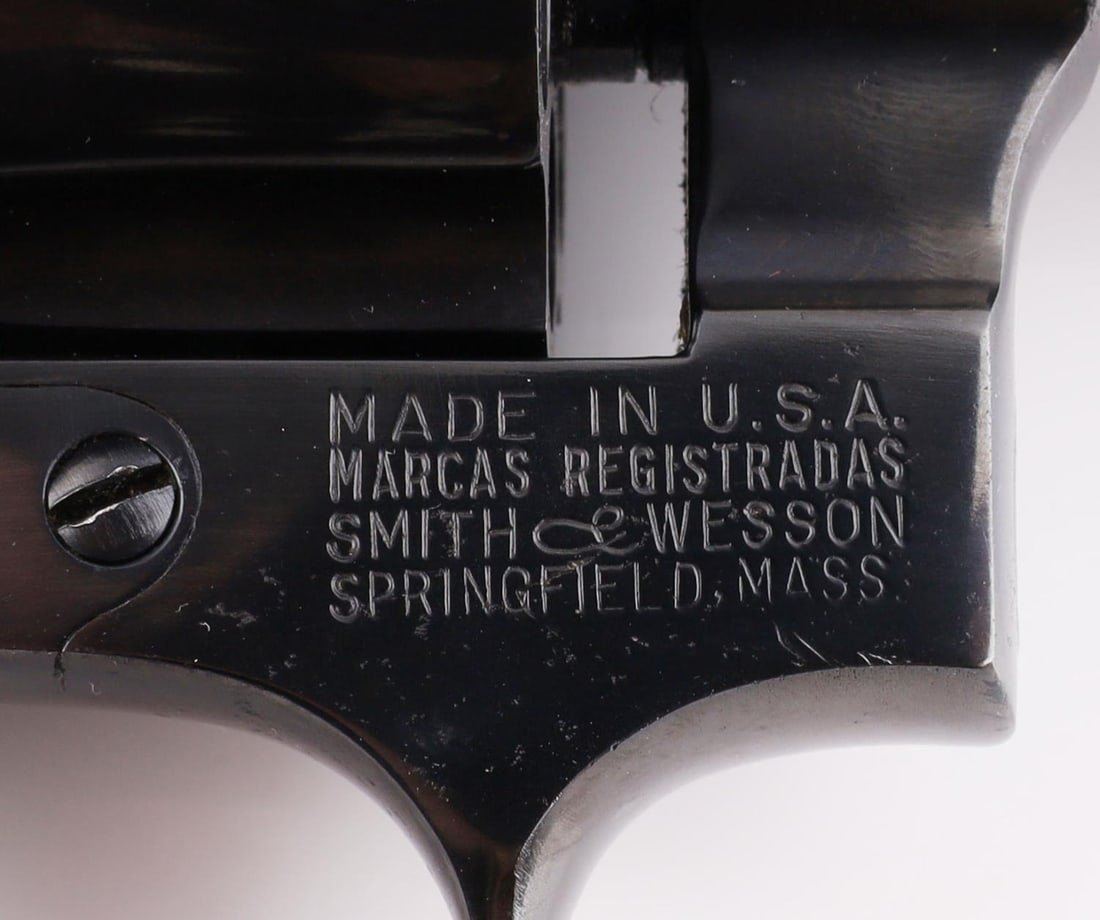 MADE IN U.S.A.
MARCAS REGISTRADAS
SMITH & WESSON
SPRINGFIELD, MASS.